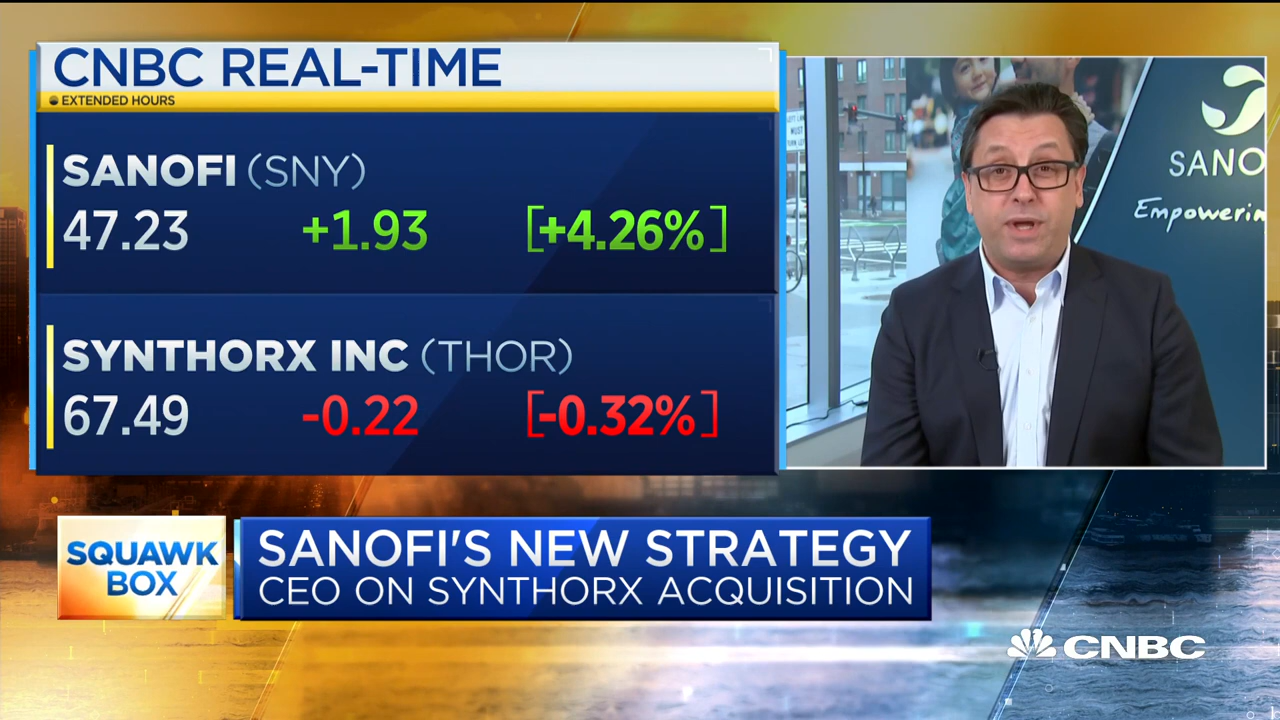 CNBC REAL-TIME
EXTENDED HOURS
SANOFI (SNY)
47.23 +1.93 [+4.26%]
SYNTHORX INC (THOR)
67.49 -0.22 [-0.32%]
SANO
Empowerin
SQUAWK
BOX
SANOFI'S NEW STRATEGY
CEO ON SYNTHORX ACQUISITION
CNBC